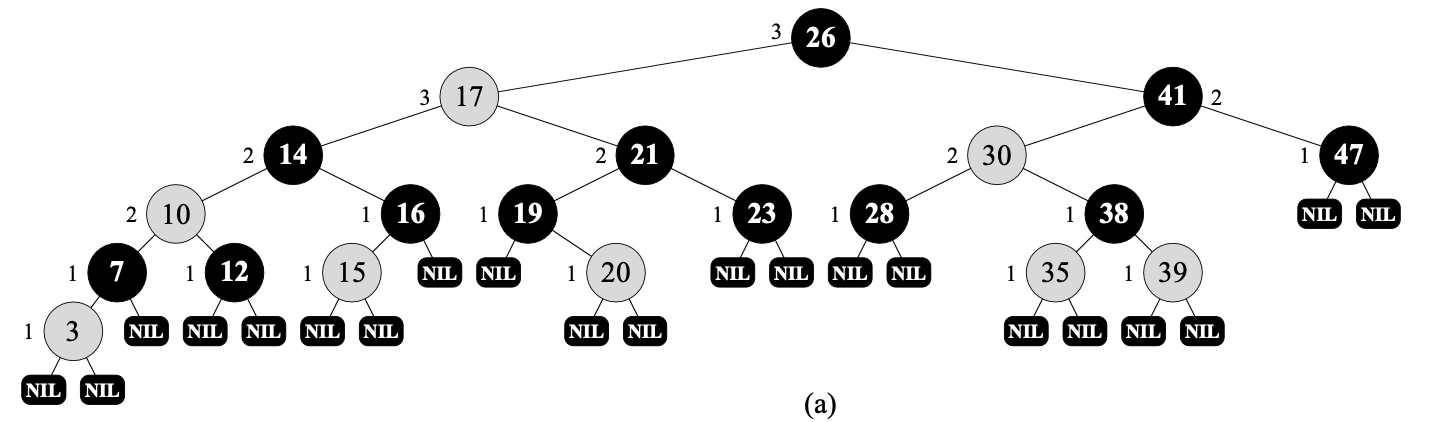 3 26
3 17 41 2
2 14 2 21 2 30 1 47
2 10 1 16 1 19 1 23 1 28 1 38 NIL NIL
1 7 1 12 1 15 NIL NIL 1 20 NIL NIL NIL NIL 1 35 1 39
1 3 NIL NIL NIL NIL NIL NIL NIL NIL NIL NIL NIL
NIL NIL
(a)